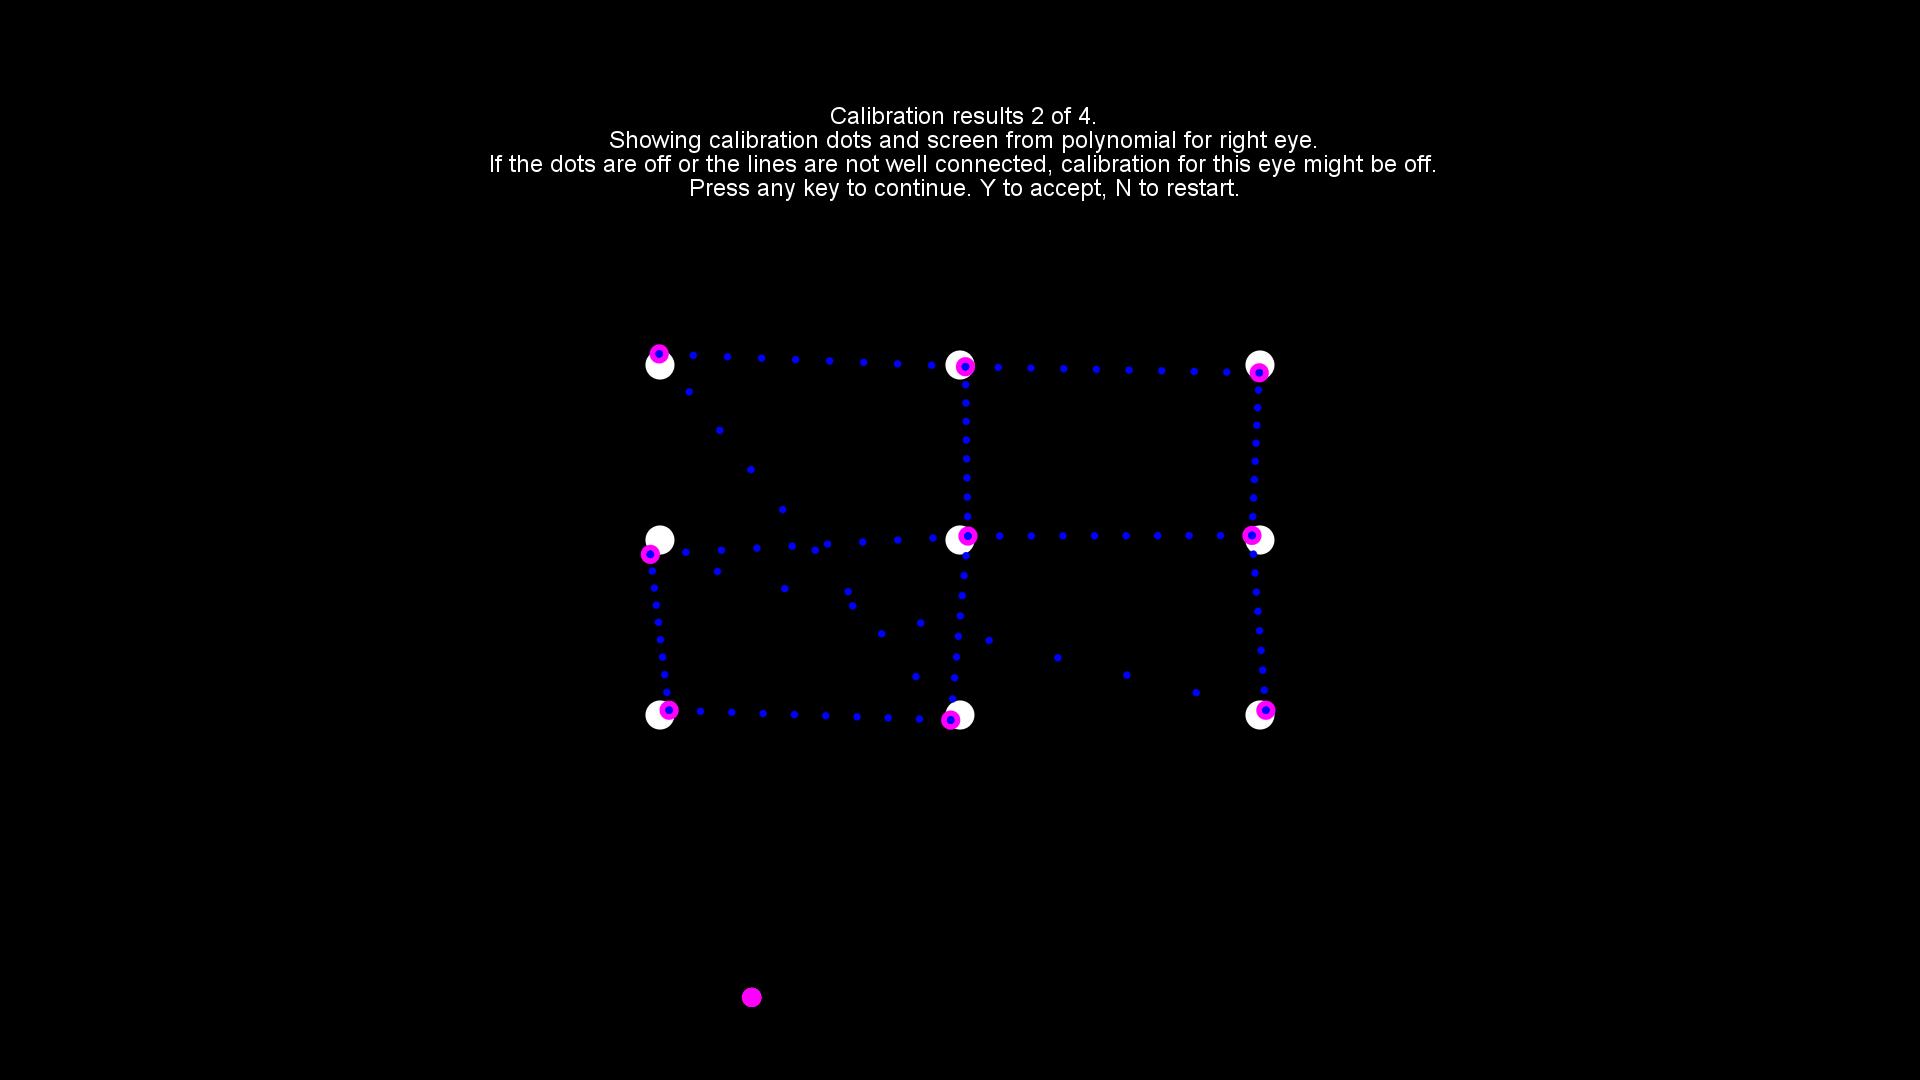 Calibration results 2 of 4.
Showing calibration dots and screen from polynomial for right eye.
If the dots are off or the lines are not well connected, calibration for this eye might be off.
Press any key to continue. Y to accept, N to restart.